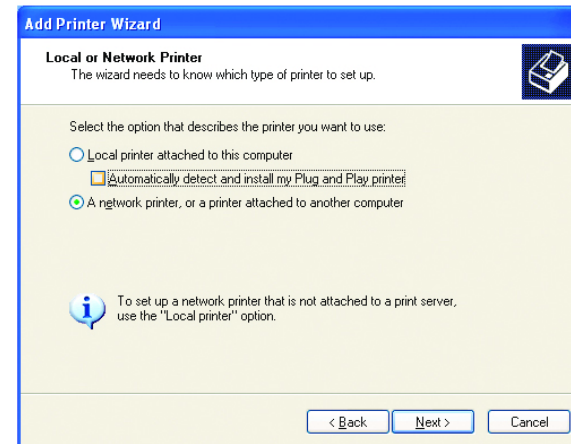 Add Printer Wizard
Local or Network Printer
The wizard needs to know which type of printer to set up.
Select the option that describes the printer you want to use:
Local printer attached to this computer
Automatically detect and install my Plug and Play printer
A network printer, or a printer attached to another computer
To set up a network printer that is not attached to a print server,
use the "Local printer" option.
< Back
Next >
Cancel